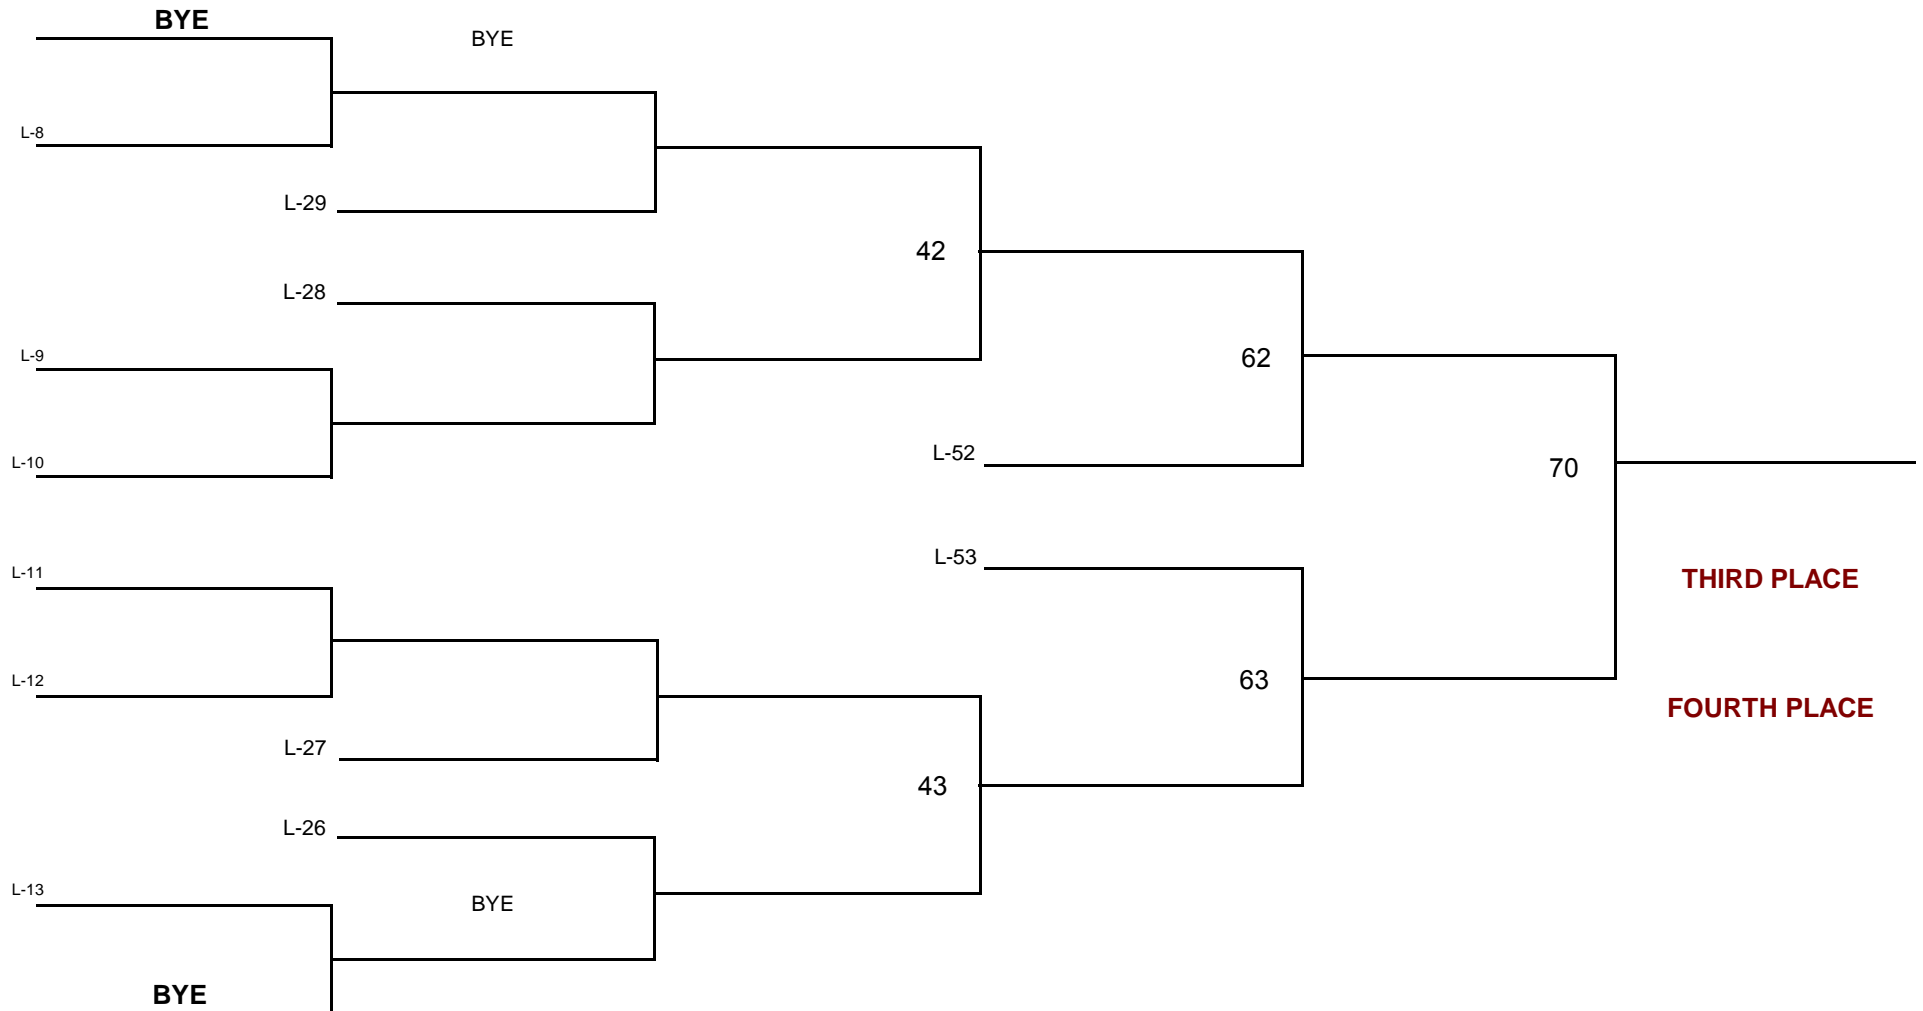 BYE
BYE
L-8
L-29
42
L-28
L-9
62
L-52
L-10
70
L-53
L-11
THIRD PLACE
L-12
63
FOURTH PLACE
L-27
43
L-26
L-13
BYE
BYE